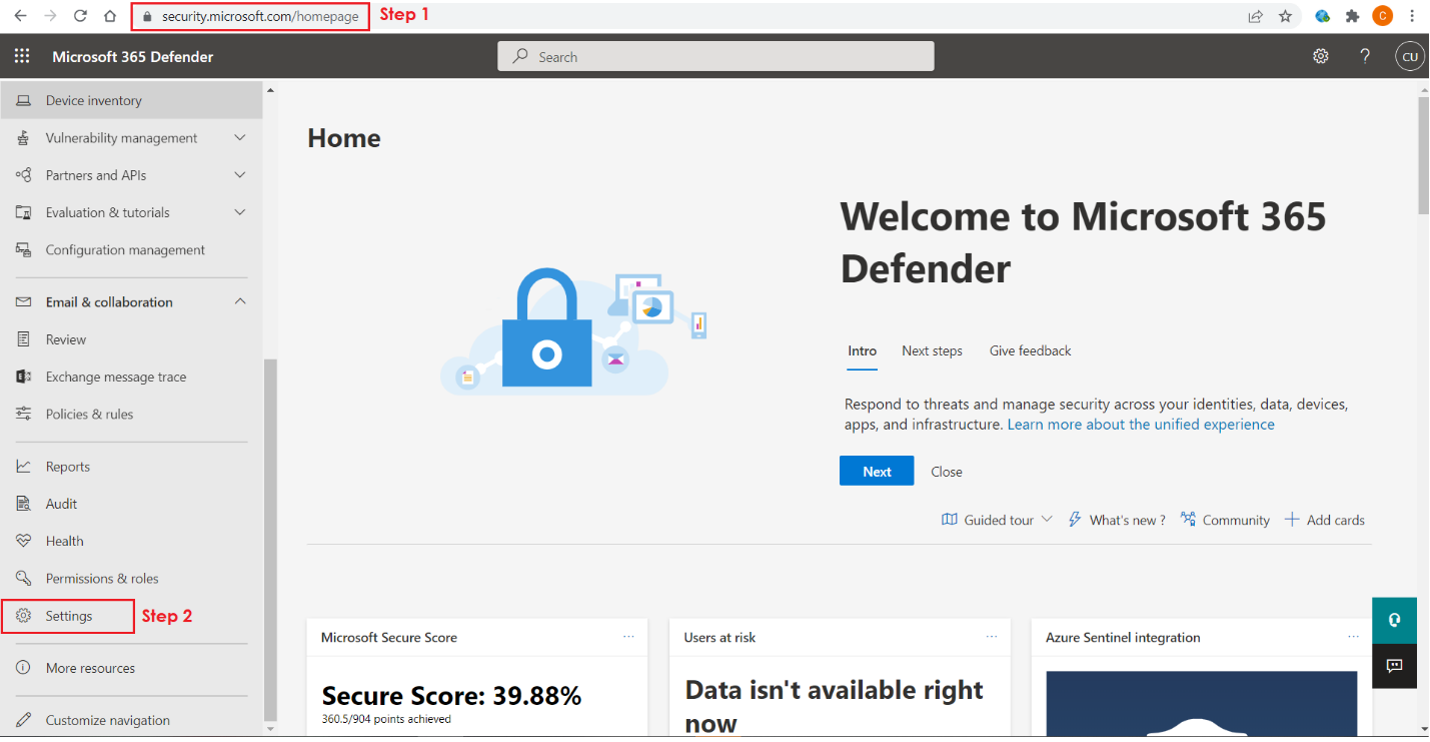 security.microsoft.com/homepage
Step 1
C
Microsoft 365 Defender
Search
?
CU
Device inventory
Vulnerability management
Partners and APIs
Evaluation & tutorials
Configuration management
Email & collaboration
Review
Exchange message trace
Policies & rules
Reports
Audit
Health
Permissions & roles
Settings
Step 2
More resources
Customize navigation
Home
Welcome to Microsoft 365
Defender
Intro
Next steps
Give feedback
Respond to threats and manage security across your identities, data, devices,
apps, and infrastructure. Learn more about the unified experience
Next
Close
Guided tour
What's new ?
Community
Add cards
Microsoft Secure Score
...
Secure Score: 39.88%
360.5/904 points achieved
Users at risk
...
Data isn't available right
now
Azure Sentinel integration
...